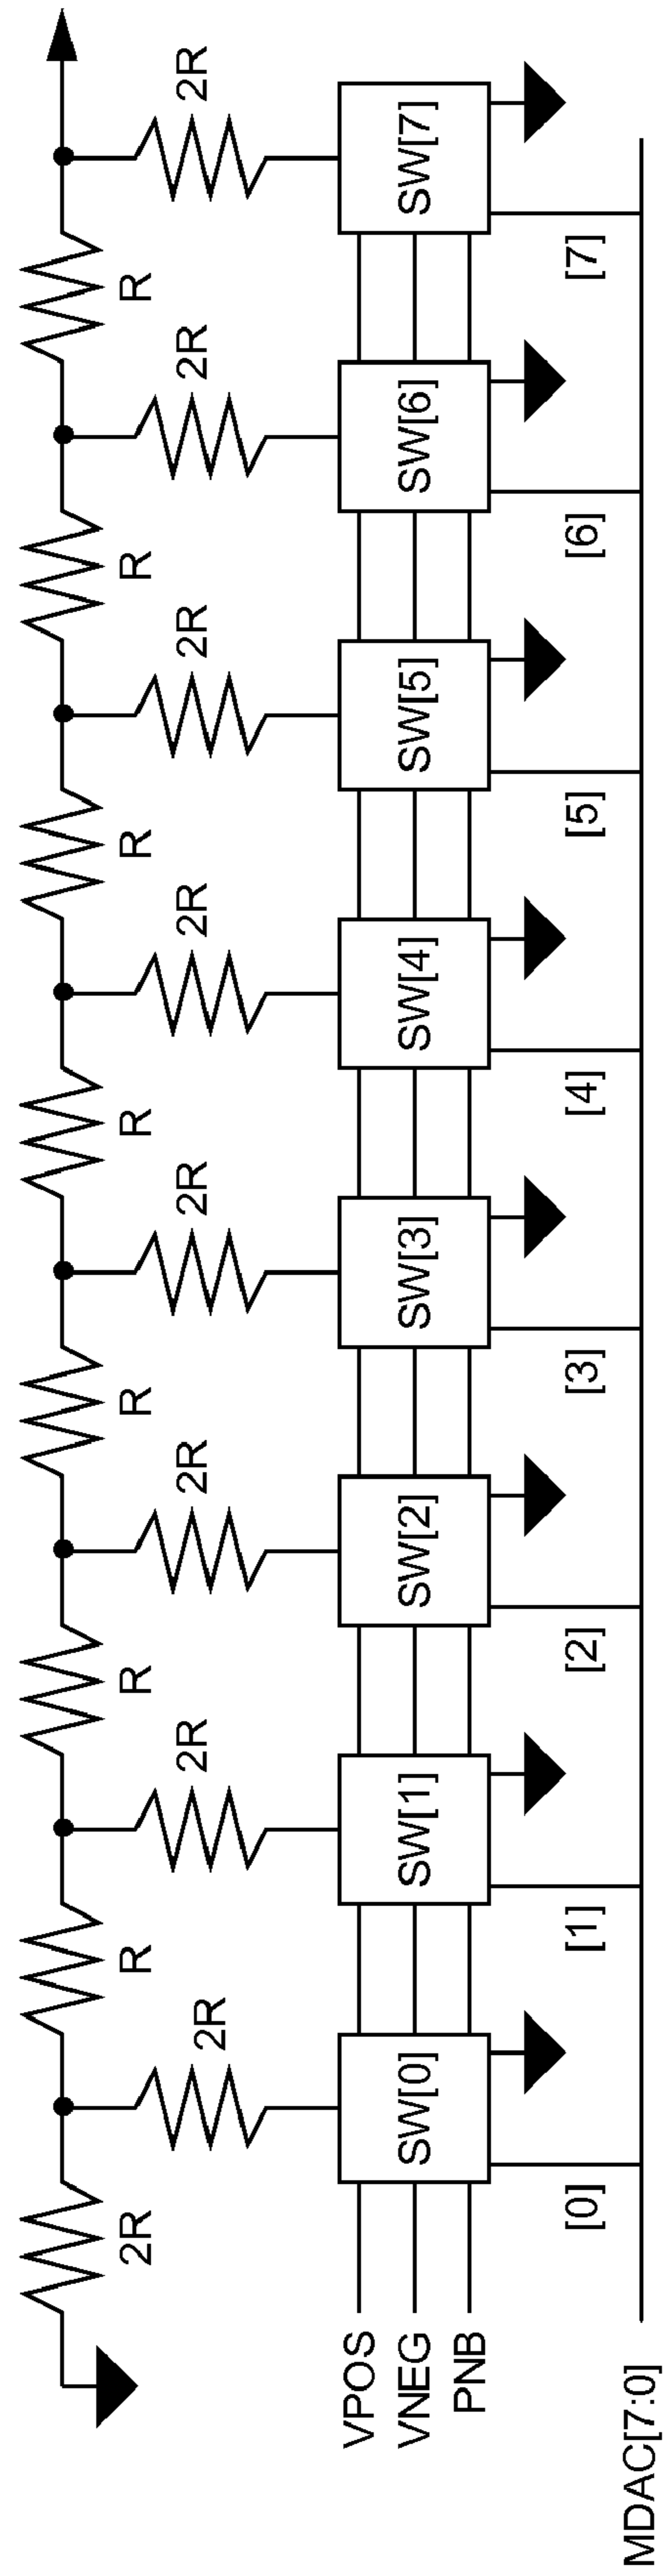 2R R R R R R R R
2R 2R 2R 2R 2R 2R 2R 2R
VPOS
VNEG
PNB
SW[0] SW[1] SW[2] SW[3] SW[4] SW[5] SW[6] SW[7]
[0] [1] [2] [3] [4] [5] [6] [7]
MDAC[7:0]